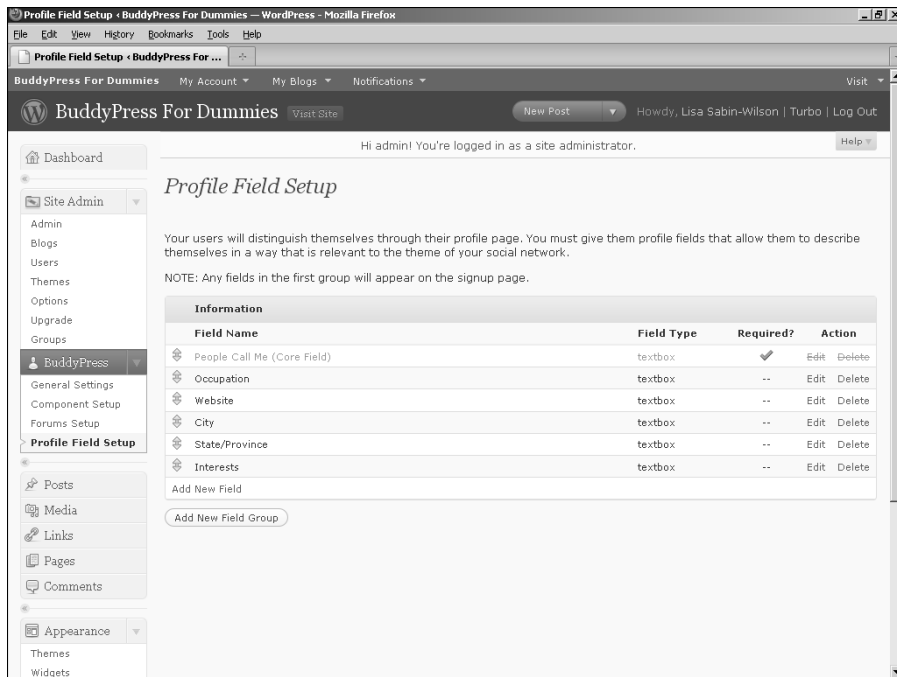 Profile Field Setup ‹ BuddyPress For Dummies — WordPress - Mozilla Firefox
File Edit View History Bookmarks Tools Help
Profile Field Setup ‹ BuddyPress For ...
BuddyPress For Dummies My Account My Blogs Notifications Visit
BuddyPress For Dummies Visit Site New Post Howdy, Lisa Sabin-Wilson | Turbo | Log Out
Hi admin! You're logged in as a site administrator. Help
Dashboard
Site Admin
Admin
Blogs
Users
Themes
Options
Upgrade
Groups
BuddyPress
General Settings
Component Setup
Forums Setup
Profile Field Setup
Posts
Media
Links
Pages
Comments
Appearance
Themes
Widgets
Profile Field Setup
Your users will distinguish themselves through their profile page. You must give them profile fields that allow them to describe
themselves in a way that is relevant to the theme of your social network.
NOTE: Any fields in the first group will appear on the signup page.
Information
Field Name Field Type Required? Action
People Call Me (Core Field) textbox Edit Delete
Occupation textbox -- Edit Delete
Website textbox -- Edit Delete
City textbox -- Edit Delete
State/Province textbox -- Edit Delete
Interests textbox -- Edit Delete
Add New Field
Add New Field Group